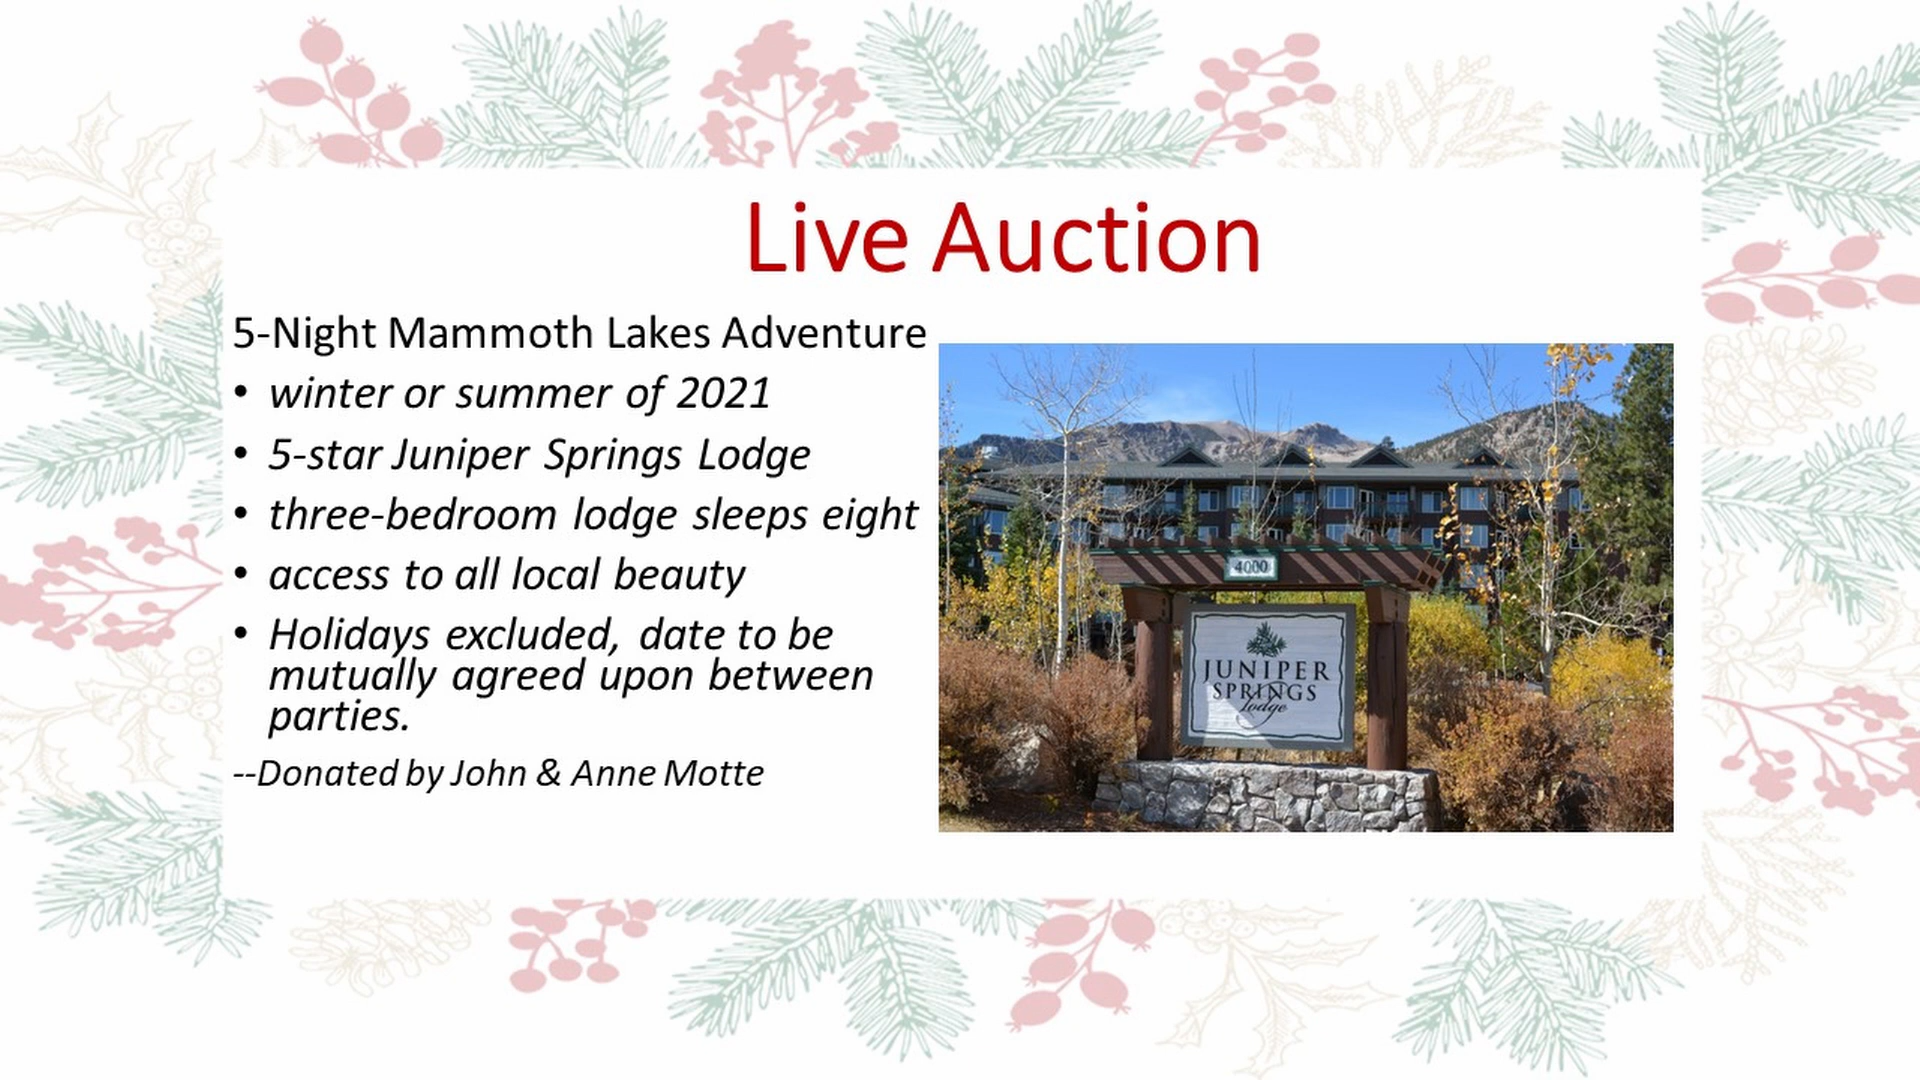 Live Auction
5-Night Mammoth Lakes Adventure
• winter or summer of 2021
• 5-star Juniper Springs Lodge
• three-bedroom lodge sleeps eight
• access to all local beauty
• Holidays excluded, date to be
mutually agreed upon between
parties.
--Donated by John & Anne Motte
4000
JUNIPER
SPRINGS
lodge